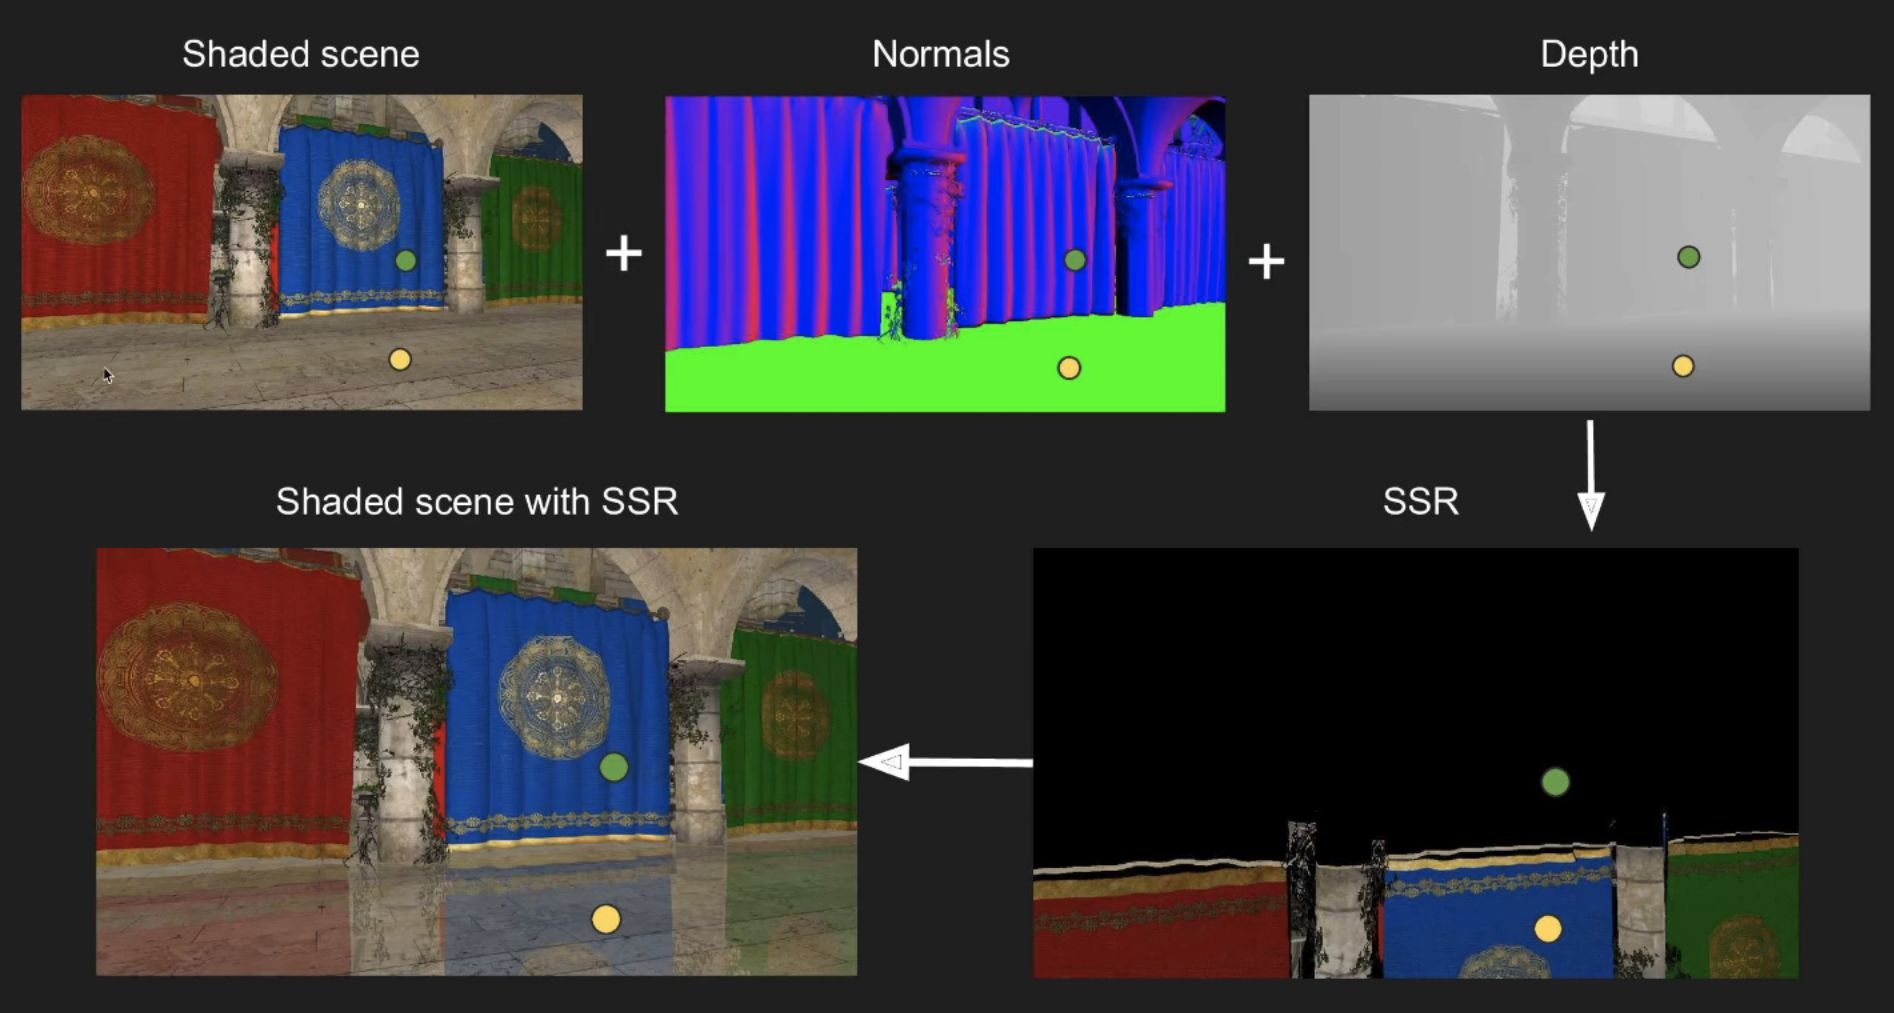 Shaded scene
Normals
Depth
+
+
Shaded scene with SSR
SSR